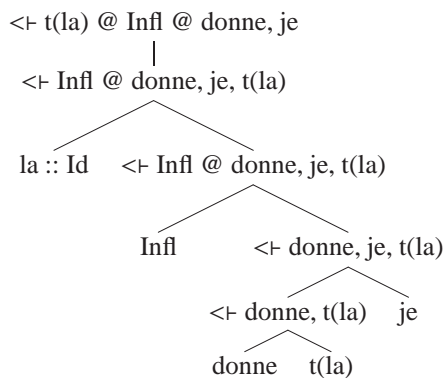 <⊢ t(la) @ Infl @ donne, je
<⊢ Infl @ donne, je, t(la)
la :: Id <⊢ Infl @ donne, je, t(la)
Infl <⊢ donne, je, t(la)
<⊢ donne, t(la) je
donne t(la)